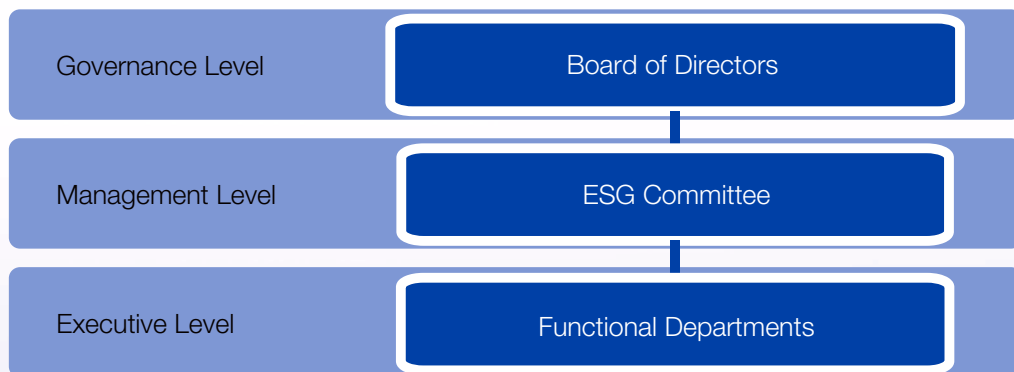 Governance Level
Board of Directors
Management Level
ESG Committee
Executive Level
Functional Departments